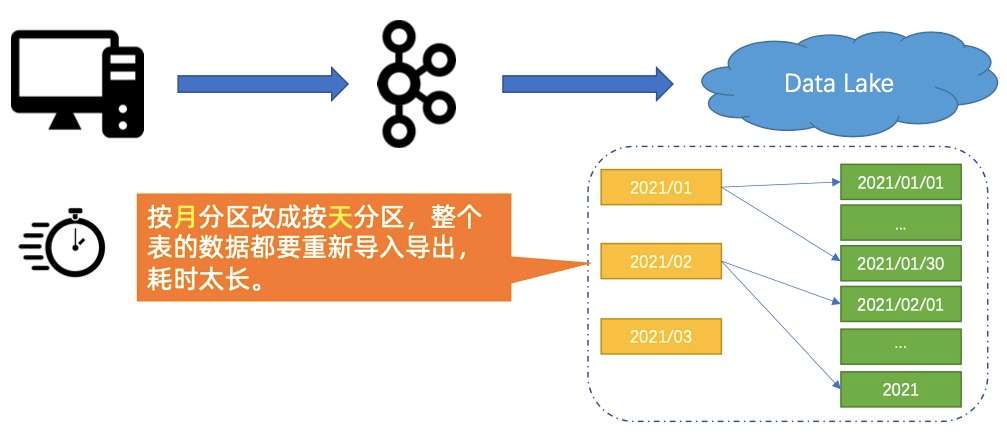 Data Lake
按月分区改成按天分区，整个
表的数据都要重新导入导出，
耗时太长。
2021/01
2021/02
2021/03
2021/01/01
...
2021/01/30
2021/02/01
...
2021